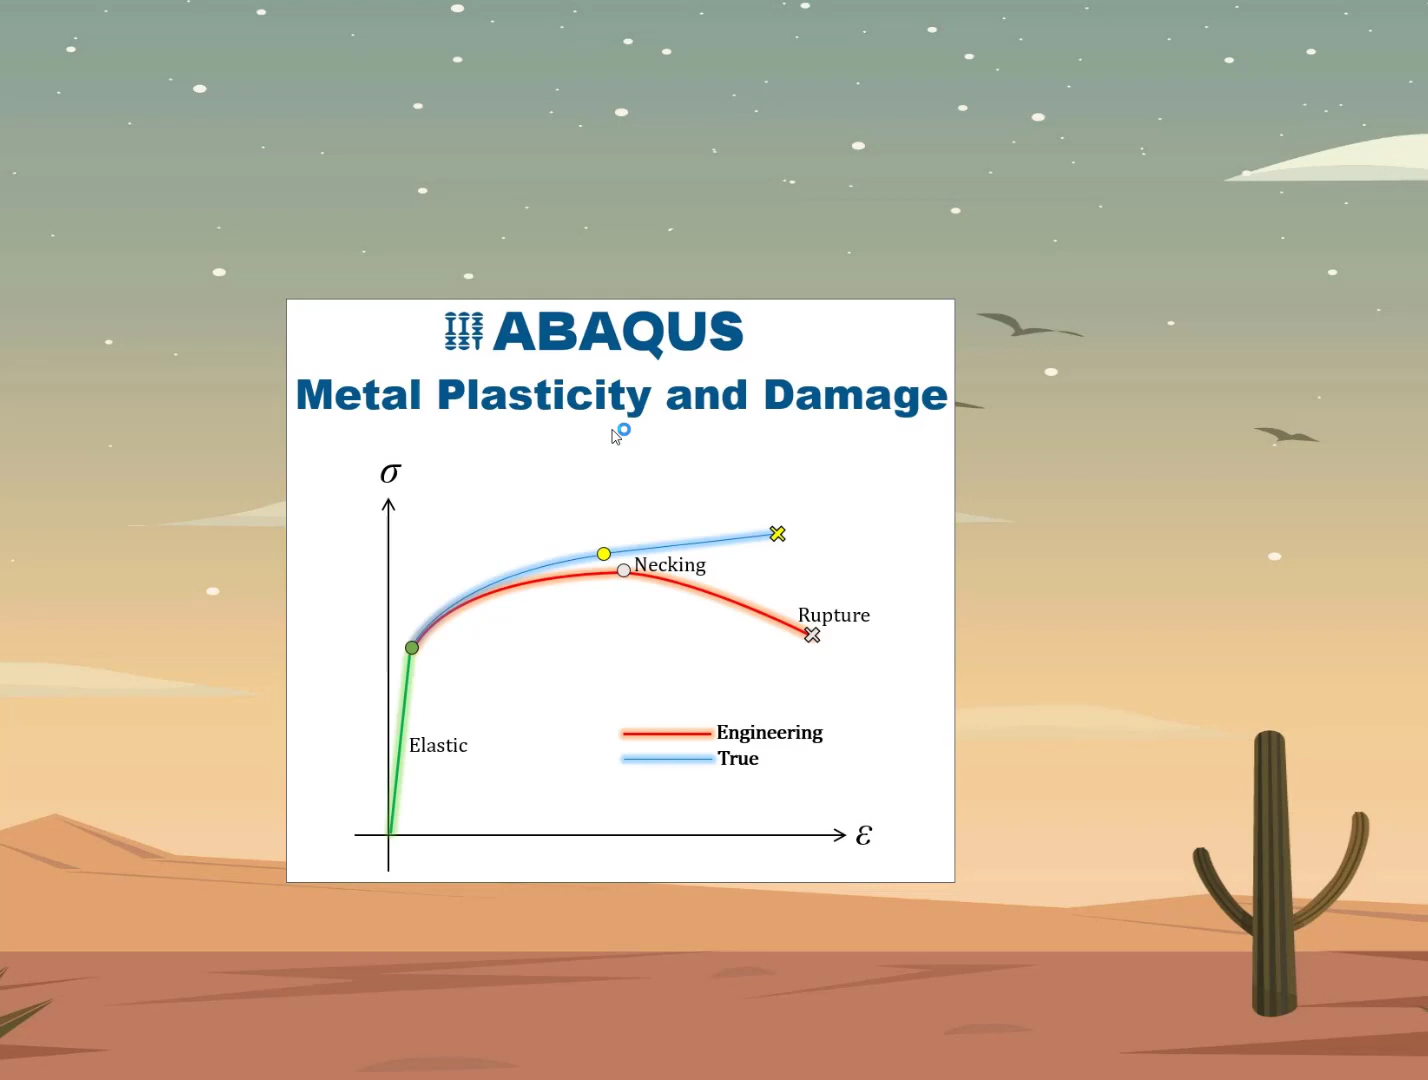 ABAQUS
Metal Plasticity and Damage
σ
Necking
Rupture
Elastic
Engineering
True
ε